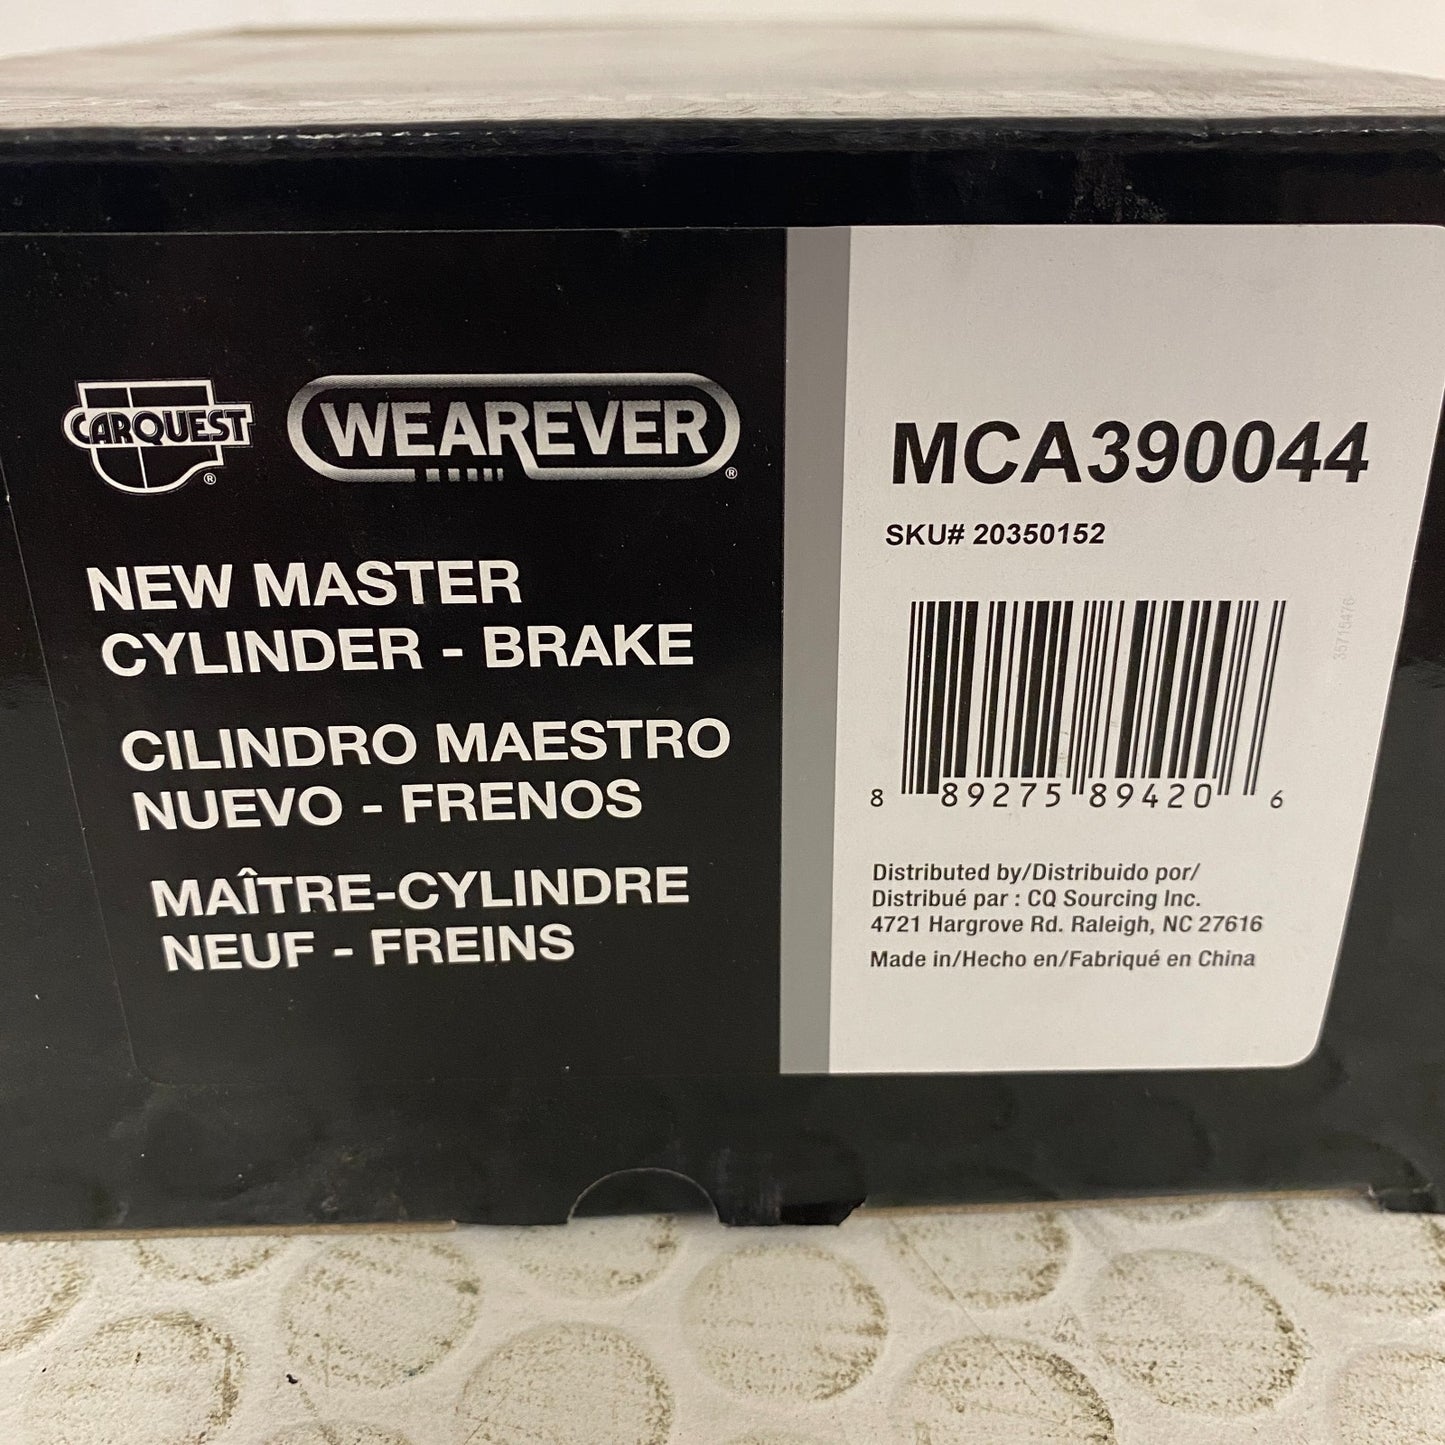 CARQUEST ®
WEAREVER ®
NEW MASTER
CYLINDER - BRAKE
CILINDRO MAESTRO
NUEVO - FRENOS
MAÎTRE-CYLINDRE
NEUF - FREINS
MCA390044
SKU# 20350152
8 89275 89420 6
Distributed by/Distribuido por/
Distribué par : CQ Sourcing Inc.
4721 Hargrove Rd. Raleigh, NC 27616
Made in/Hecho en/Fabriqué en China